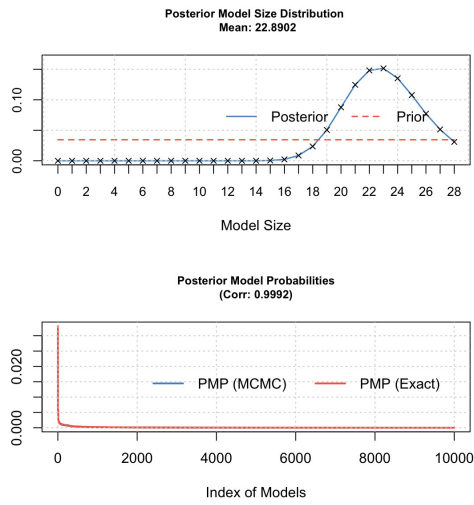 Posterior Model Size Distribution
Mean: 22.8902
0.00 0.10
Posterior Prior
0 2 4 6 8 10 12 14 16 18 20 22 24 26 28
Model Size
Posterior Model Probabilities
(Corr: 0.9992)
0.000 0.020
PMP (MCMC) PMP (Exact)
0 2000 4000 6000 8000 10000
Index of Models